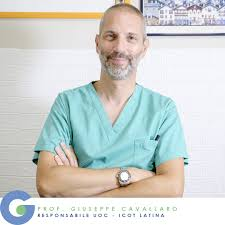 PROF. GIUSEPPE CAVALLARO
RESPONSABILE UOC - ICOT LATINA